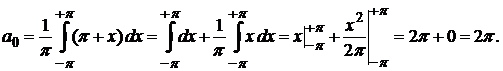 a₀ = 1/π ∫_{−π}^{+π} (π + x) dx = ∫_{−π}^{+π} dx + 1/π ∫_{−π}^{+π} x dx = x|_{−π}^{+π} + x²/2π |_{−π}^{+π} = 2π + 0 = 2π.